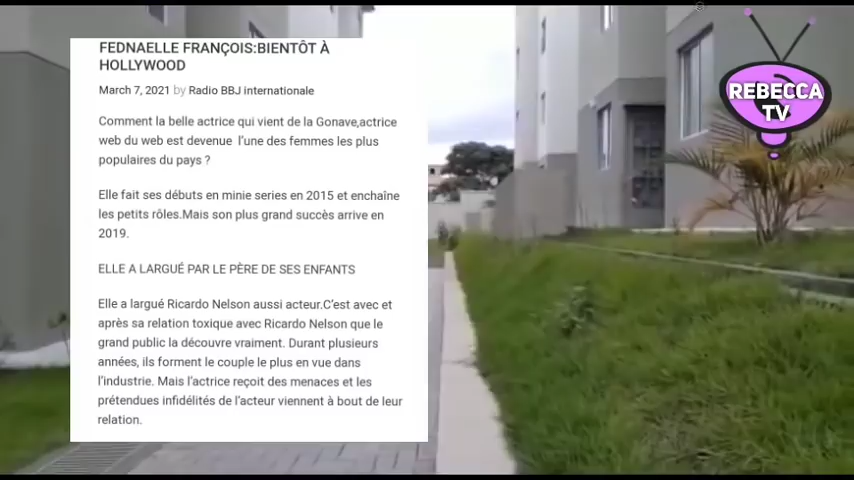 FEDNAELLE FRANÇOIS:BIENTÔT À
HOLLYWOOD
March 7, 2021 by Radio BBJ internationale
Comment la belle actrice qui vient de la Gonave,actrice
web du web est devenue l'une des femmes les plus
populaires du pays ?
Elle fait ses débuts en minie series en 2015 et enchaîne
les petits rôles.Mais son plus grand succès arrive en
2019.
ELLE A LARGUÉ PAR LE PÈRE DE SES ENFANTS
Elle a largué Ricardo Nelson aussi acteur.C'est avec et
après sa relation toxique avec Ricardo Nelson que le
grand public la découvre vraiment. Durant plusieurs
années, ils forment le couple le plus en vue dans
l'industrie. Mais l'actrice reçoit des menaces et les
prétendues infidélités de l'acteur viennent à bout de leur
relation.
REBECCA
TV